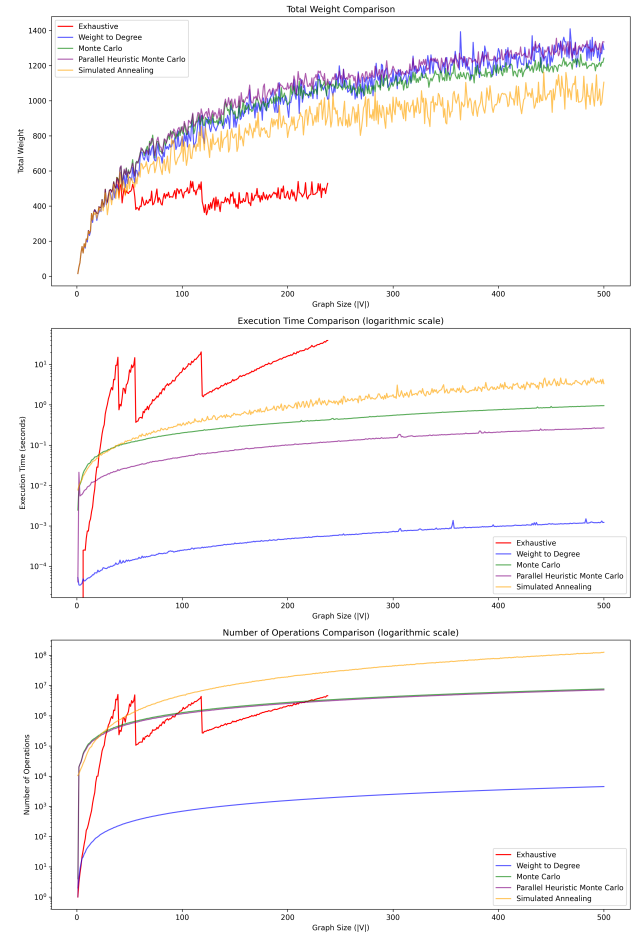 Total Weight Comparison
Exhaustive
Weight to Degree
Monte Carlo
Parallel Heuristic Monte Carlo
Simulated Annealing
1400
1200
1000
800
600
400
200
0
Total Weight
0 100 200 300 400 500
Graph Size (|V|)
Execution Time Comparison (logarithmic scale)
10¹
10⁰
10⁻¹
10⁻²
10⁻³
10⁻⁴
Execution Time (seconds)
Exhaustive
Weight to Degree
Monte Carlo
Parallel Heuristic Monte Carlo
Simulated Annealing
0 100 200 300 400 500
Graph Size (|V|)
Number of Operations Comparison (logarithmic scale)
10⁸
10⁷
10⁶
10⁵
10⁴
10³
10²
10¹
10⁰
Number of Operations
Exhaustive
Weight to Degree
Monte Carlo
Parallel Heuristic Monte Carlo
Simulated Annealing
0 100 200 300 400 500
Graph Size (|V|)